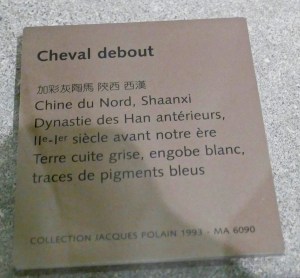 Cheval debout
加彩灰陶馬 陝西 西漢
Chine du Nord, Shaanxi
Dynastie des Han antérieurs,
IIe-Ier siècle avant notre ère
Terre cuite grise, engobe blanc,
traces de pigments bleus
COLLECTION JACQUES POLAIN 1993 - MA 6090